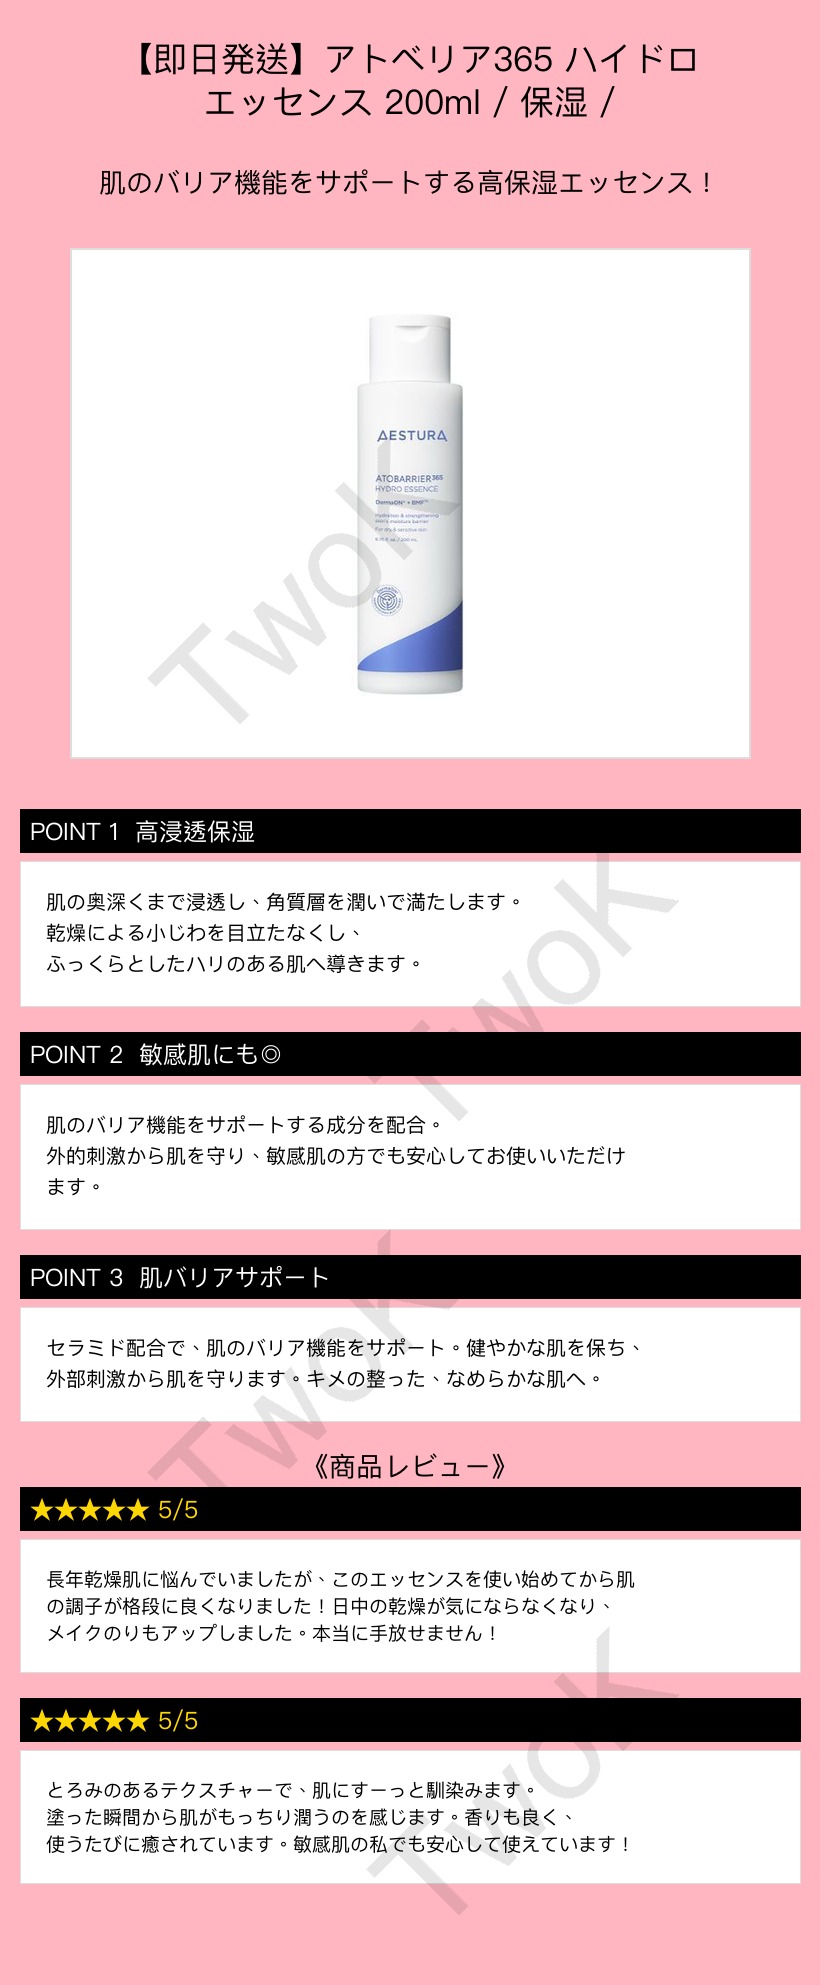 【即日発送】アトベリア365 ハイドロ
エッセンス 200ml / 保湿 /
肌のバリア機能をサポートする高保湿エッセンス！
AESTURA
ATOBARRIER365
HYDRO ESSENCE
DermaON® + BMF™
Hydration & strengthening
skin's moisture barrier
For dry & sensitive skin
TwoK
POINT 1 高浸透保湿
肌の奥深くまで浸透し、角質層を潤いで満たします。
乾燥による小じわを目立たなくし、
ふっくらとしたハリのある肌へ導きます。
TwoK
POINT 2 敏感肌にも◎
肌のバリア機能をサポートする成分を配合。
外的刺激から肌を守り、敏感肌の方でも安心してお使いいただけ
ます。
POINT 3 肌バリアサポート
セラミド配合で、肌のバリア機能をサポート。健やかな肌を保ち、
外部刺激から肌を守ります。キメの整った、なめらかな肌へ。
TwoK
《商品レビュー》
★★★★★ 5/5
長年乾燥肌に悩んでいましたが、このエッセンスを使い始めてから肌
の調子が格段に良くなりました！日中の乾燥が気にならなくなり、
メイクのりもアップしました。本当に手放せません！
★★★★★ 5/5
とろみのあるテクスチャーで、肌にすーっと馴染みます。
塗った瞬間から肌がもっちり潤うのを感じます。香りも良く、
使うたびに癒されています。敏感肌の私でも安心して使えています！
TwoK